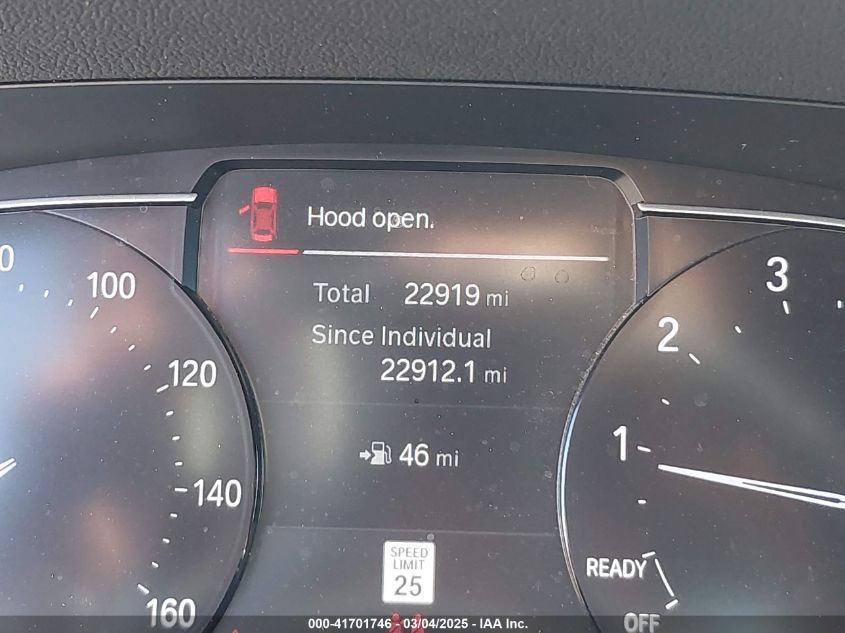 Hood open.
Total 22919 mi
Since Individual
22912.1 mi
46 mi
SPEED
LIMIT
25
100
120
140
160
3
2
1
READY
OFF
000-41701746 - 03/04/2025 - IAA Inc.